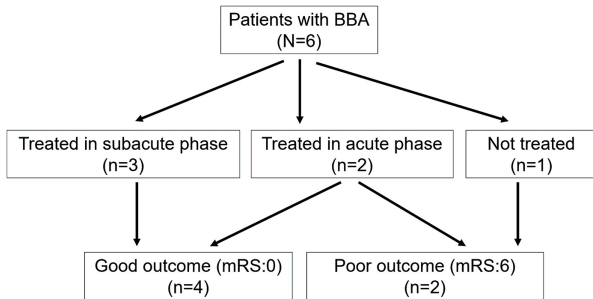 Patients with BBA
(N=6)
Treated in subacute phase
(n=3)
Treated in acute phase
(n=2)
Not treated
(n=1)
Good outcome (mRS:0)
(n=4)
Poor outcome (mRS:6)
(n=2)